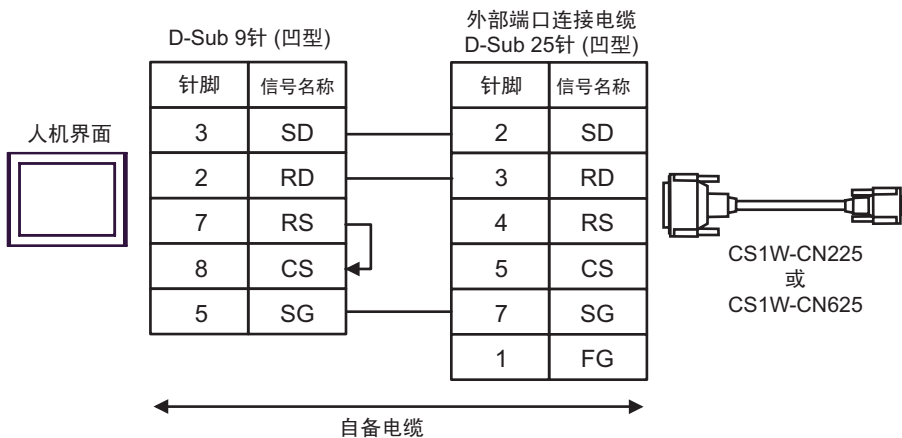 D-Sub 9针 (凹型)
外部端口连接电缆
D-Sub 25针 (凹型)
人机界面
针脚 信号名称
3 SD
2 RD
7 RS
8 CS
5 SG
针脚 信号名称
2 SD
3 RD
4 RS
5 CS
7 SG
1 FG
CS1W-CN225
或
CS1W-CN625
自备电缆